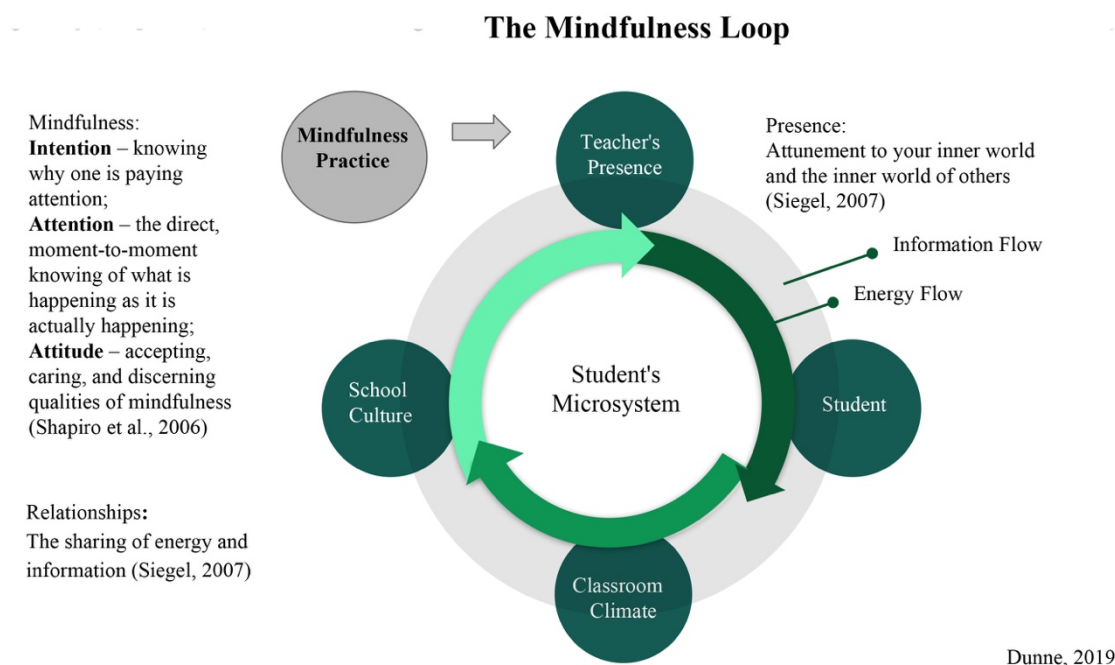 The Mindfulness Loop
Mindfulness:
Intention – knowing
why one is paying
attention;
Attention – the direct,
moment-to-moment
knowing of what is
happening as it is
actually happening;
Attitude – accepting,
caring, and discerning
qualities of mindfulness
(Shapiro et al., 2006)
Relationships:
The sharing of energy and
information (Siegel, 2007)
Mindfulness
Practice
Teacher's
Presence
Presence:
Attunement to your inner world
and the inner world of others
(Siegel, 2007)
Information Flow
Energy Flow
School
Culture
Student's
Microsystem
Student
Classroom
Climate
Dunne, 2019